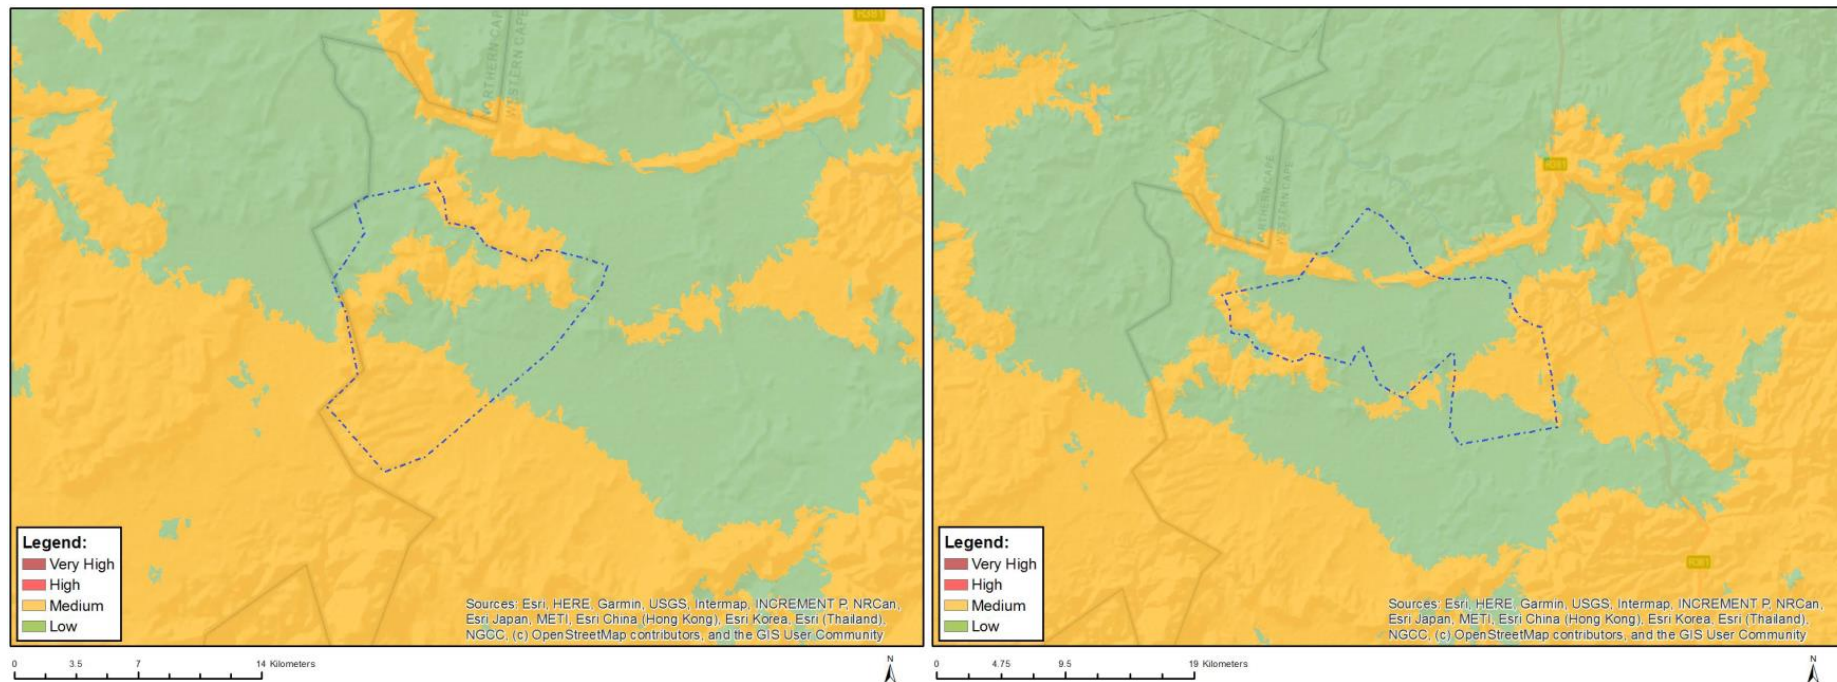 R381
NORTHERN CAPE
WESTERN CAPE
Legend:
Very High
High
Medium
Low
Sources: Esri, HERE, Garmin, USGS, Intermap, INCREMENT P, NRCan,
Esri Japan, METI, Esri China (Hong Kong), Esri Korea, Esri (Thailand),
NGCC, (c) OpenStreetMap contributors, and the GIS User Community
0 3.5 7 14 Kilometers
N
NORTHERN CAPE
WESTERN CAPE
R381
R381
Legend:
Very High
High
Medium
Low
Sources: Esri, HERE, Garmin, USGS, Intermap, INCREMENT P, NRCan,
Esri Japan, METI, Esri China (Hong Kong), Esri Korea, Esri (Thailand),
NGCC, (c) OpenStreetMap contributors, and the GIS User Community
0 4.75 9.5 19 Kilometers
N